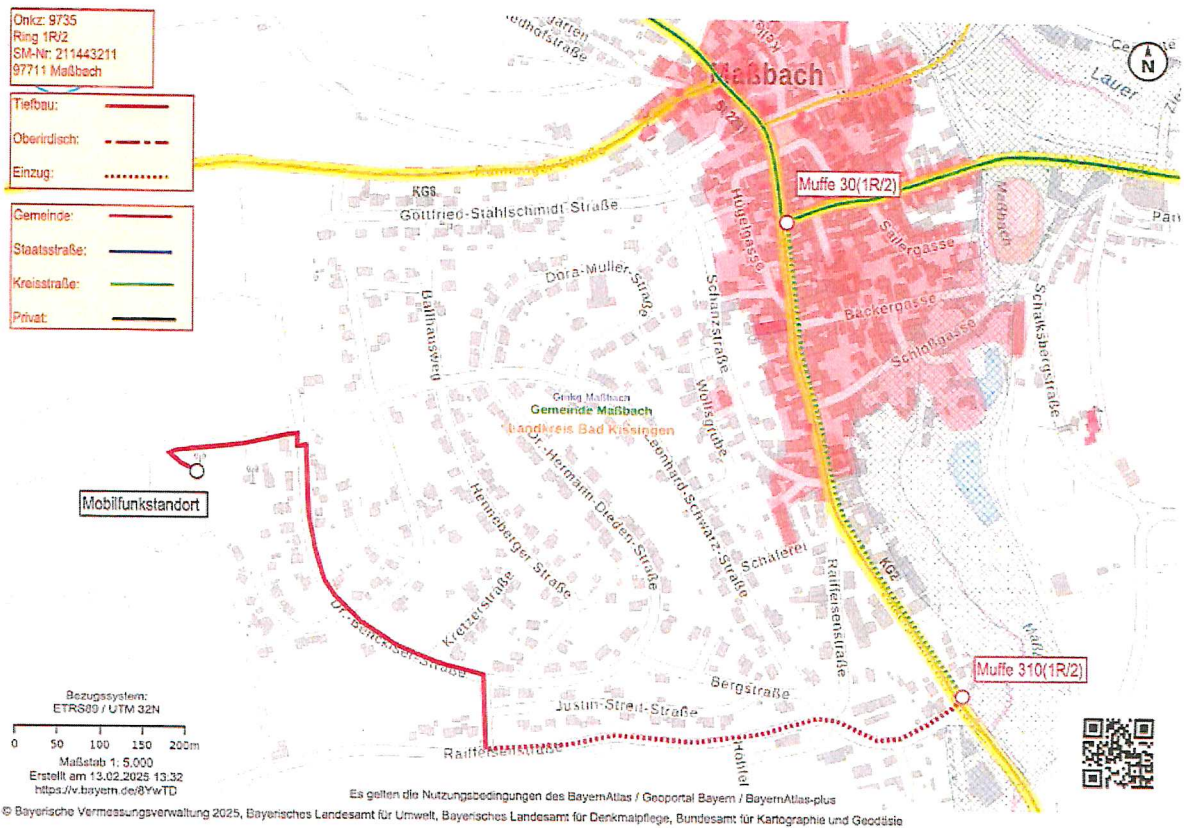 Onkz: 9735
Ring 1R/2
SM-Nr: 211443211
97711 Maßbach
Tiefbau:
Oberirdisch:
Einzug:
Gemeinde:
Staatsstraße:
Kreisstraße:
Privat:
Maßbach
Lauer
N
KG8
Gottfried-Stahlschmidt-Straße
Hügelgasse
Muffe 30(1R/2)
Sailergasse
Maßbach
Dora-Müller-Straße
Schanzstraße
Backergasse
Schloßgasse
Schalksbergstraße
Ballhausweg
Wolfsgrube
Gmkg Maßbach
Gemeinde Maßbach
Landkreis Bad Kissingen
Dr.-Hermann-Dieden-Straße
Leonhard-Schwarz-Straße
Mobilfunkstandort
Henneberger Straße
Schäferei
KG2
Raiffeisenstraße
Kretzerstraße
Muffe 310(1R/2)
Bergstraße
Justin-Streit-Straße
Raiffeisenstraße
Bezugssystem:
ETRS89 / UTM 32N
0 50 100 150 200m
Maßstab 1: 5.000
Erstellt am 13.02.2025 13:32
https://v.bayern.de/8YwTD
Es gelten die Nutzungsbedingungen des BayernAtlas / Geoportal Bayern / BayernAtlas-plus
© Bayerische Vermessungsverwaltung 2025, Bayerisches Landesamt für Umwelt, Bayerisches Landesamt für Denkmalpflege, Bundesamt für Kartographie und Geodäsie